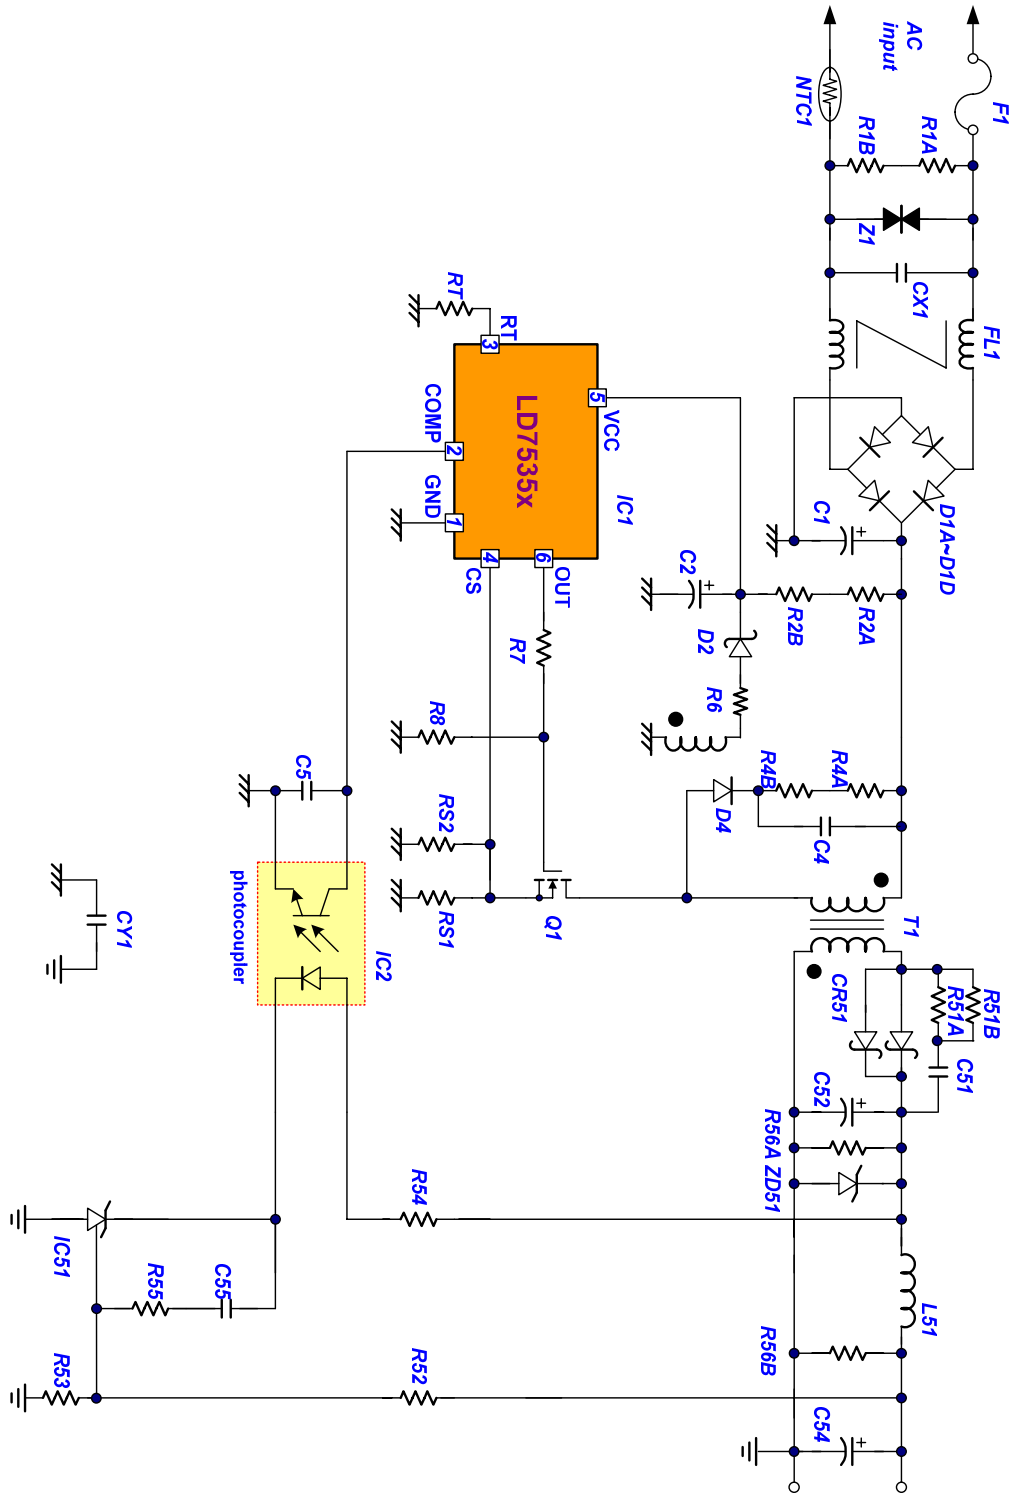 F1
AC
input
NTC1
R1A
R1B
Z1
CX1
FL1
D1A~D1D
C1
R2A
R2B
C2
D2
R6
R4A
R4B
C4
D4
T1
R51B
R51A
C51
CR51
C52
R56A
ZD51
L51
R56B
C54
RT
RT
3
5
VCC
LD7535x
IC1
COMP
2
GND
1
4
CS
6
OUT
R7
R8
RS2
RS1
Q1
C5
photocoupler
IC2
CY1
R54
IC51
R55
C55
R53
R52